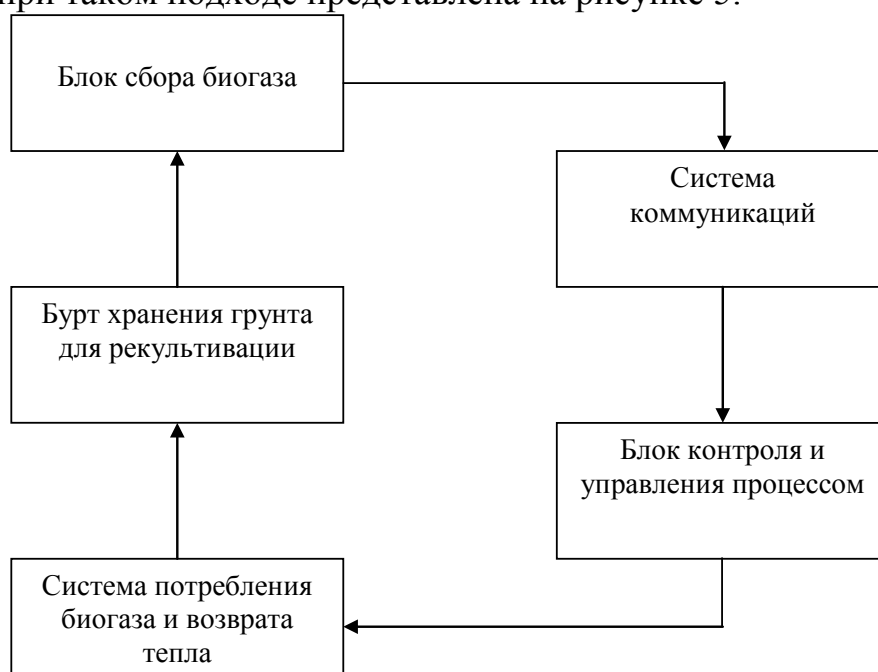 при таком подходе представлена на рисунке 5.
Блок сбора биогаза
Система
коммуникаций
Бурт хранения грунта
для рекультивации
Блок контроля и
управления процессом
Система потребления
биогаза и возврата
тепла